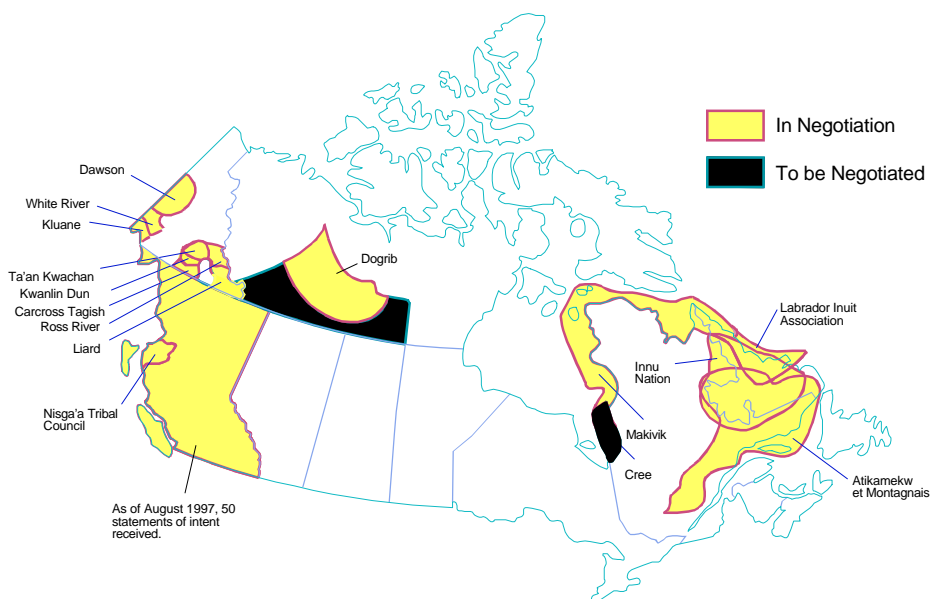 In Negotiation
To be Negotiated
Dawson
White River
Kluane
Ta'an Kwachan
Kwanlin Dun
Carcross Tagish
Ross River
Liard
Dogrib
Nisga'a Tribal
Council
As of August 1997, 50
statements of intent
received.
Labrador Inuit
Association
Innu
Nation
Makivik
Cree
Atikamekw
et Montagnais